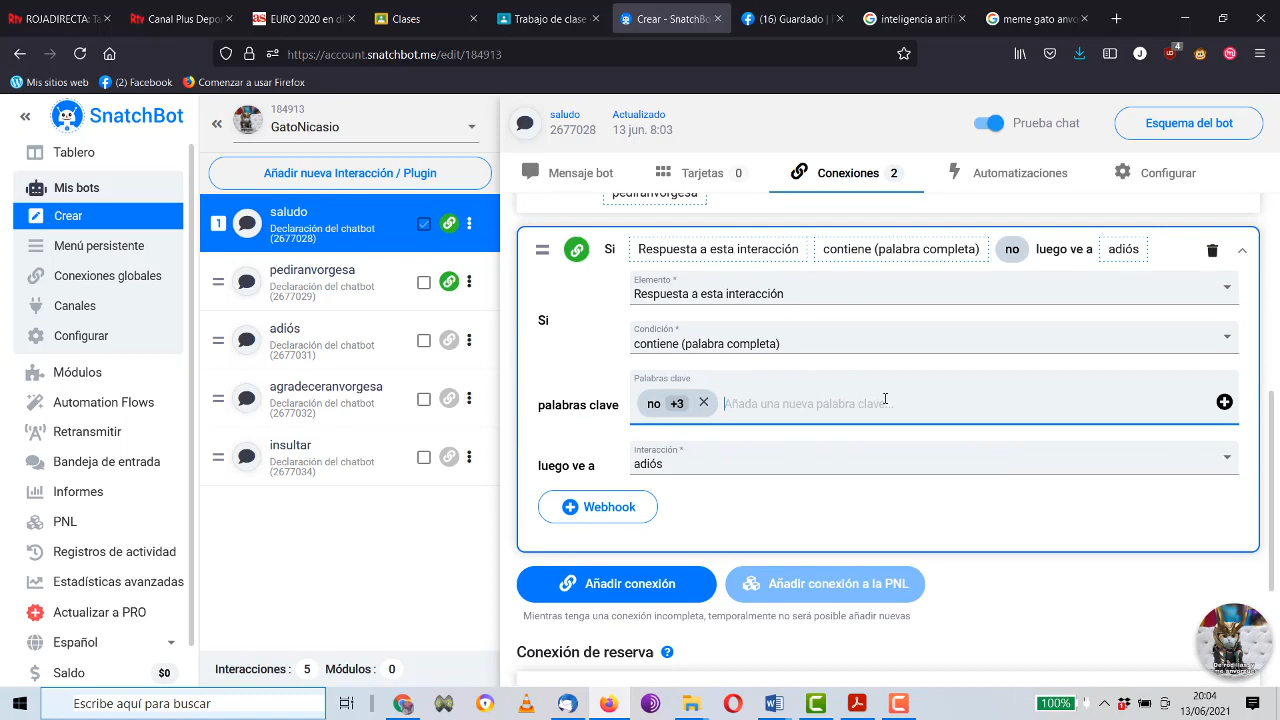 ROJADIRECTA: R
Canal Plus Depor
EURO 2020 en di
Clases
Trabajo de clase
Crear - SnatchBot
(16) Guardado |
inteligencia artifi
meme gato anvo
https://account.snatchbot.me/edit/184913
4
Mis sitios web
(2) Facebook
Comenzar a usar Firefox
SnatchBot
Tablero
Mis bots
Crear
Menú persistente
Conexiones globales
Canales
Configurar
Módulos
Automation Flows
Retransmitir
Bandeja de entrada
Informes
PNL
Registros de actividad
Estadísticas avanzadas
Actualizar a PRO
Español
Saldo $0
184913
GatoNicasio
Añadir nueva Interacción / Plugin
1
saludo
Declaración del chatbot
(2677028)
pediranvorgesa
Declaración del chatbot
(2677029)
adiós
Declaración del chatbot
(2677031)
agradeceranvorgesa
Declaración del chatbot
(2677032)
insultar
Declaración del chatbot
(2677034)
Interacciones : 5 Módulos : 0
saludo
2677028
Actualizado
13 jun. 8:03
Prueba chat
Esquema del bot
Mensaje bot
Tarjetas 0
Conexiones 2
Automatizaciones
Configurar
pediranvorgesa
Si Respuesta a esta interacción contiene (palabra completa) no luego ve a adiós
Si
Elemento *
Respuesta a esta interacción
Condición *
contiene (palabra completa)
palabras clave
Palabras clave
no +3 Añada una nueva palabra clave...
luego ve a
Interacción *
adiós
Webhook
Añadir conexión
Añadir conexión a la PNL
Mientras tenga una conexión incompleta, temporalmente no será posible añadir nuevas
Conexión de reserva
De rodillas y
Escribe aquí para buscar
100%
20:04
13/06/2021